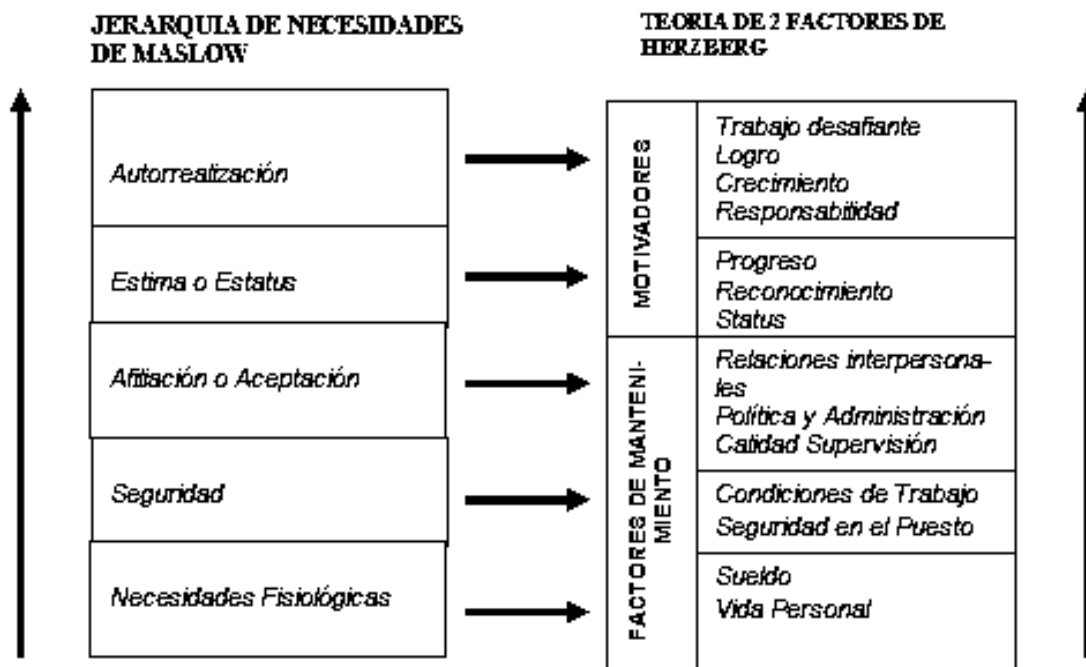 JERARQUIA DE NECESIDADES
DE MASLOW
TEORIA DE 2 FACTORES DE
HERZBERG
Autorrealización
Estima o Estatus
Afiliación o Aceptación
Seguridad
Necesidades Fisiológicas
MOTIVADORES
Trabajo desafiante
Logro
Crecimiento
Responsabilidad
Progreso
Reconocimiento
Status
FACTORES DE MANTENI-
MIENTO
Relaciones interpersona-
les
Política y Administración
Calidad Supervisión
Condiciones de Trabajo
Seguridad en el Puesto
Sueldo
Vida Personal